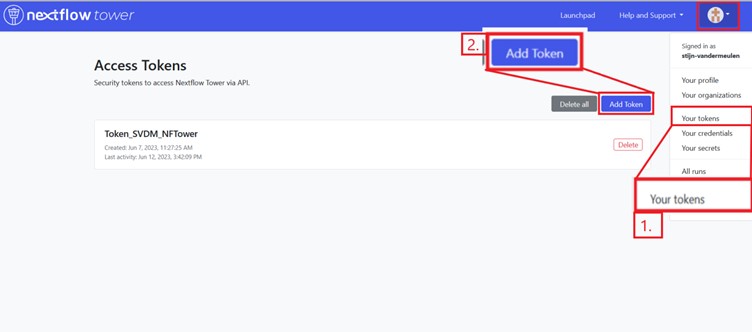 nextflow tower
Launchpad
Help and Support
Signed in as
stijn-vandermeulen
Your profile
Your organizations
Your tokens
Your credentials
Your secrets
All runs
Your tokens
1.
2.
Add Token
Access Tokens
Security tokens to access Nextflow Tower via API.
Delete all
Add Token
Token_SVDM_NFTower
Created: Jun 7, 2023, 11:27:25 AM
Last activity: Jun 12, 2023, 3:42:09 PM
Delete